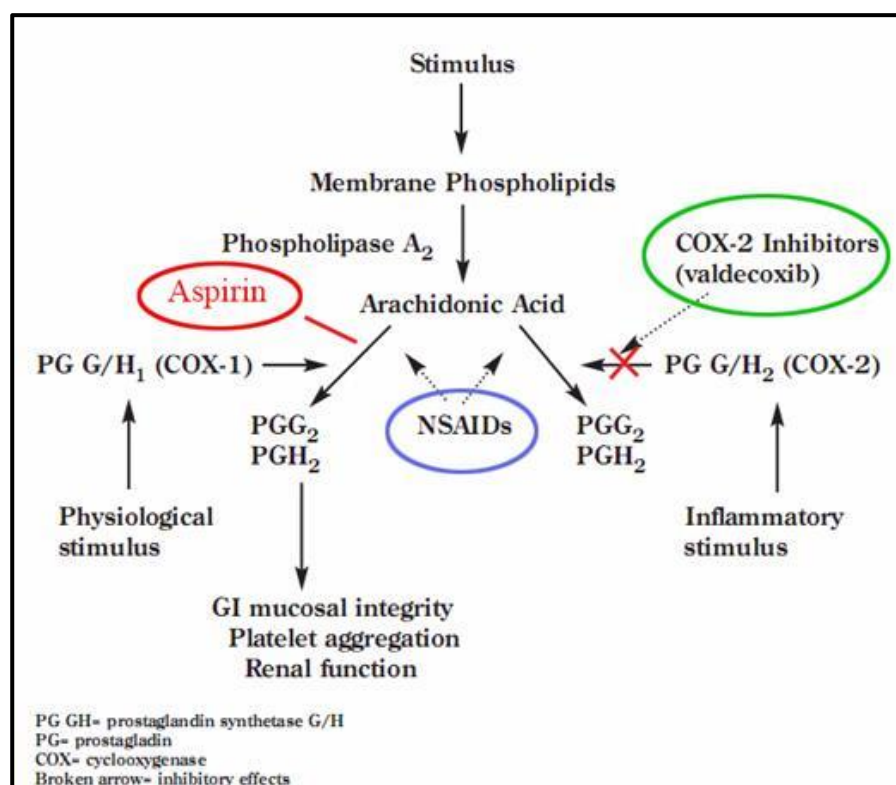 Stimulus
Membrane Phospholipids
Phospholipase A₂
COX-2 Inhibitors
(valdecoxib)
Aspirin
Arachidonic Acid
PG G/H₁ (COX-1)
PG G/H₂ (COX-2)
PGG₂
PGH₂
NSAIDs
PGG₂
PGH₂
Physiological
stimulus
Inflammatory
stimulus
GI mucosal integrity
Platelet aggregation
Renal function
PG GH= prostaglandin synthetase G/H
PG= prostagladin
COX= cyclooxygenase
Broken arrow= inhibitory effects